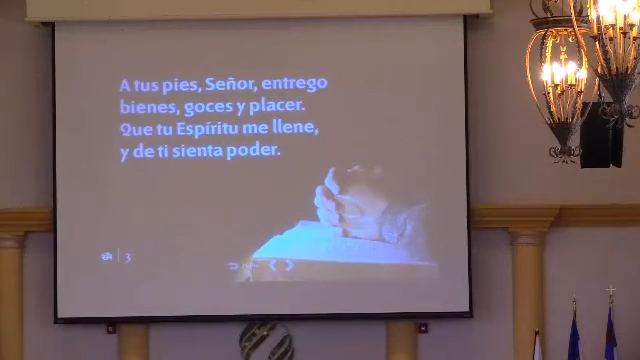 A tus pies, Señor, entrego
bienes, goces y placer.
Que tu Espíritu me llene,
y de ti sienta poder.
3